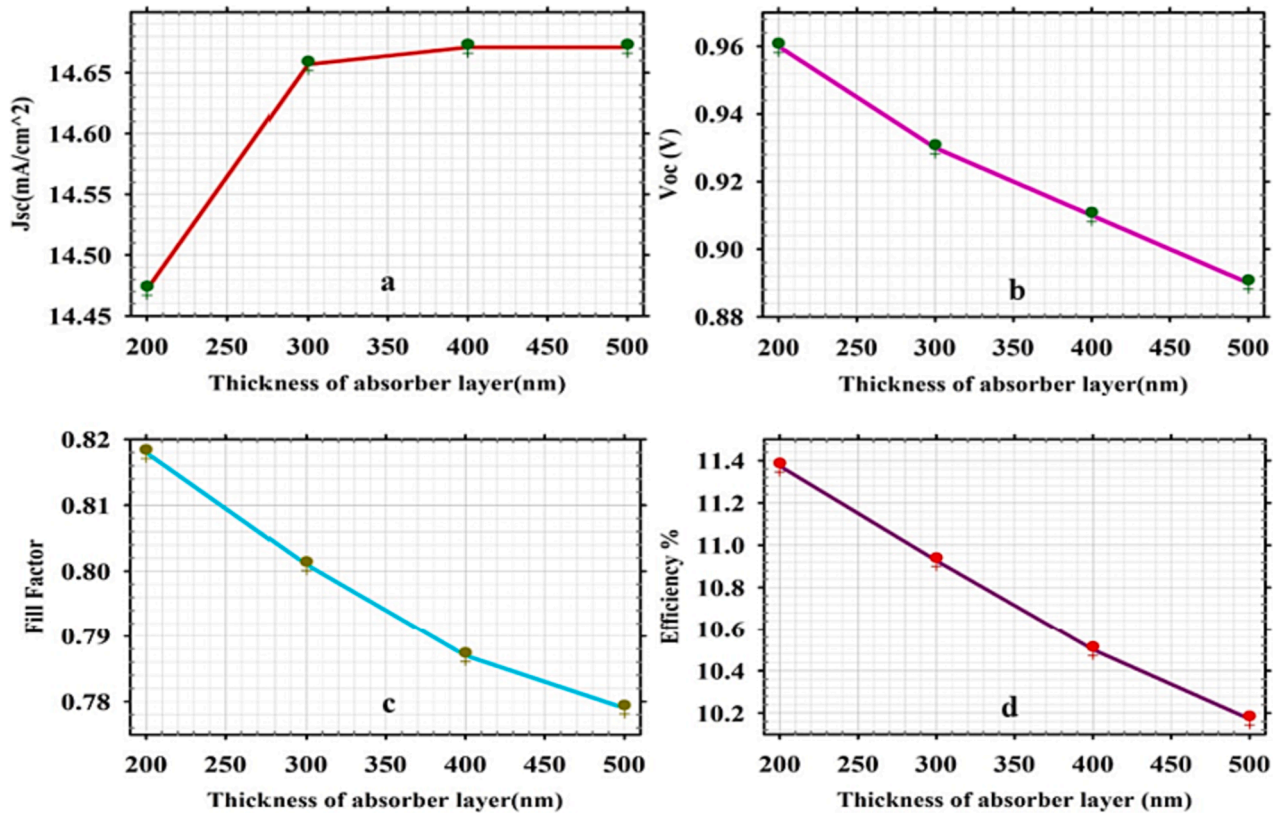 14.65
14.60
14.55
14.50
14.45
Jsc(mA/cm^2)
a
200 250 300 350 400 450 500
Thickness of absorber layer(nm)
0.96
0.94
0.92
0.90
0.88
Voc (V)
b
200 250 300 350 400 450 500
Thickness of absorber layer(nm)
0.82
0.81
0.80
0.79
0.78
Fill Factor
c
200 250 300 350 400 450 500
Thickness of absorber layer(nm)
11.4
11.2
11.0
10.8
10.6
10.4
10.2
Efficiency %
d
200 250 300 350 400 450 500
Thickness of absorber layer (nm)